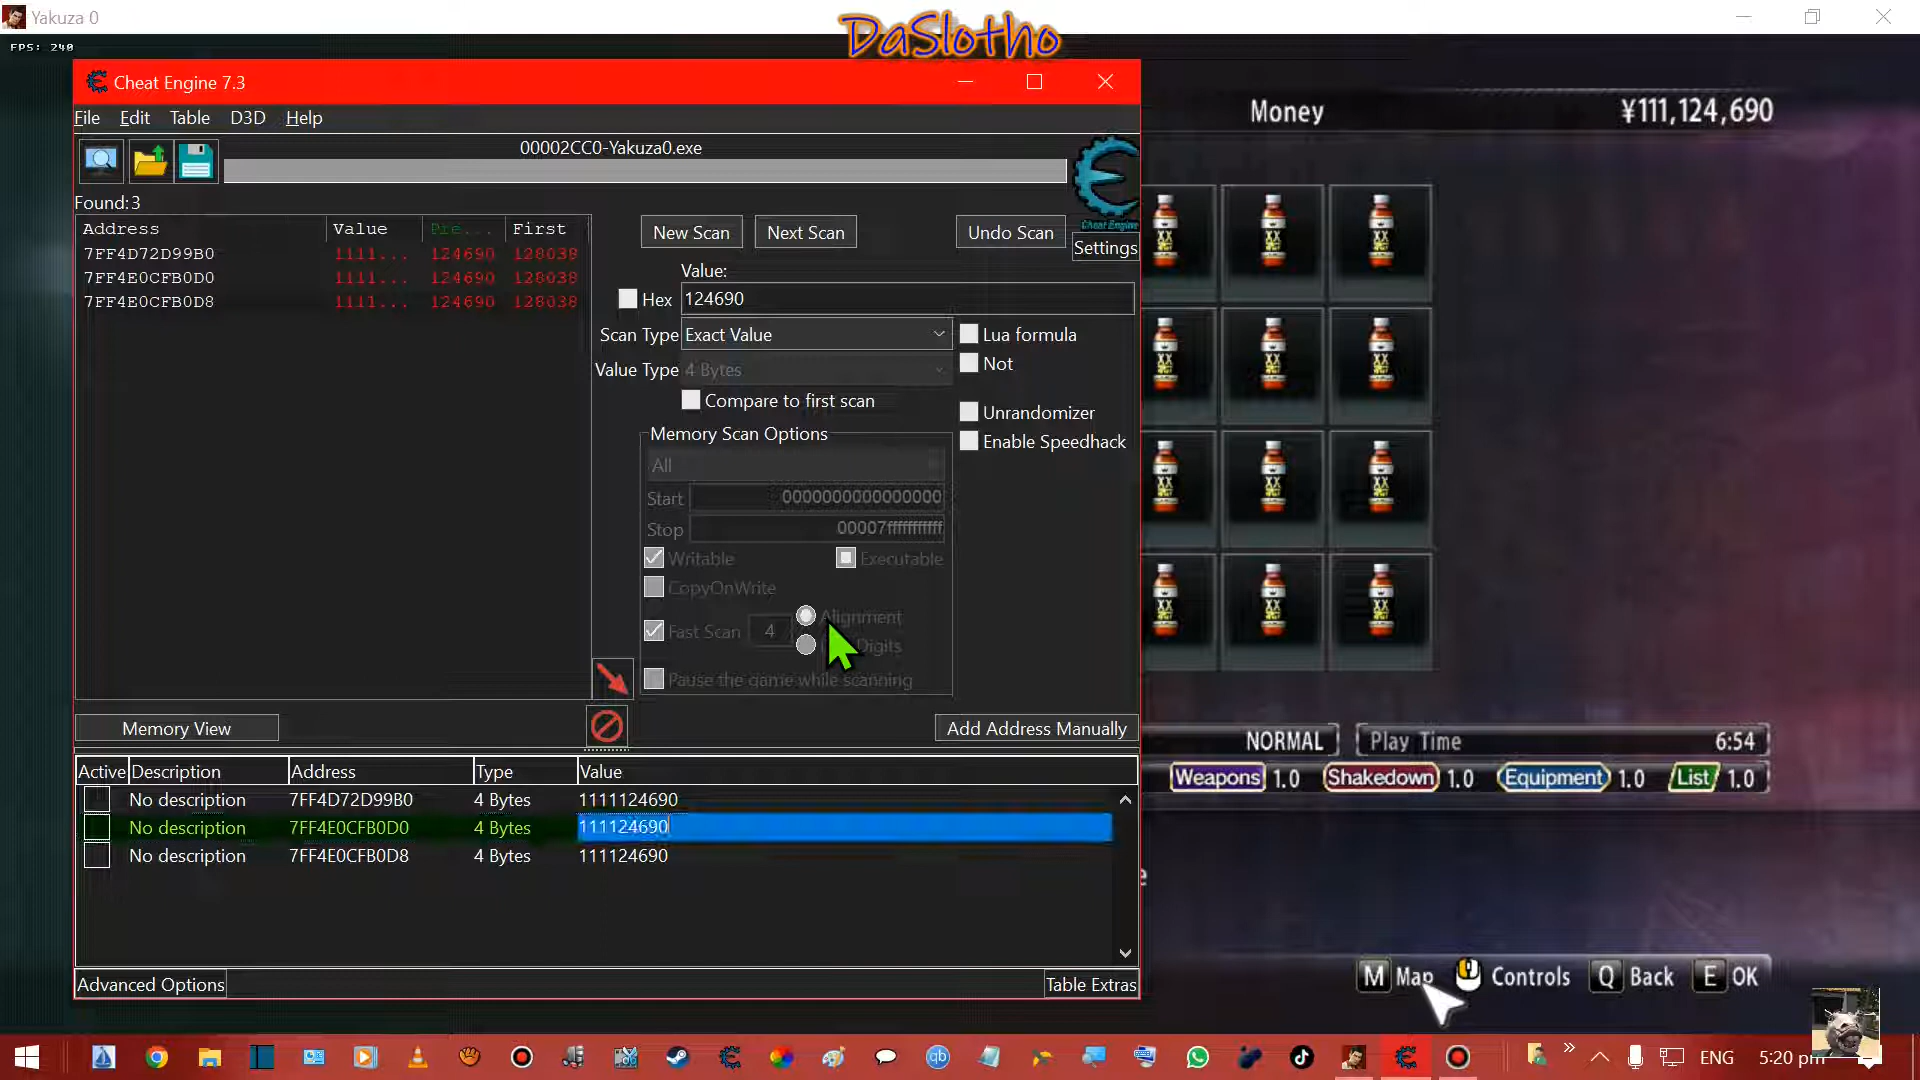 Yakuza 0
FPS: 240
DaSlotho
Cheat Engine 7.3
File Edit Table D3D Help
00002CC0-Yakuza0.exe
Cheat Engine
Settings
Found:3
Address Value Pre... First
7FF4D72D99B0 1111... 124690 128038
7FF4E0CFB0D0 1111... 124690 128038
7FF4E0CFB0D8 1111... 124690 128038
New Scan Next Scan Undo Scan
Value:
Hex 124690
Scan Type Exact Value
Value Type 4 Bytes
Compare to first scan
Lua formula
Not
Unrandomizer
Enable Speedhack
Memory Scan Options
All
Start 0000000000000000
Stop 00007fffffffffff
Writable Executable
CopyOnWrite
Fast Scan 4 Alignment
Digits
Pause the game while scanning
Memory View Add Address Manually
Active Description Address Type Value
No description 7FF4D72D99B0 4 Bytes 1111124690
No description 7FF4E0CFB0D0 4 Bytes 111124690
No description 7FF4E0CFB0D8 4 Bytes 111124690
Advanced Options Table Extras
Money ¥111,124,690
NORMAL Play Time 6:54
Weapons 1.0 Shakedown 1.0 Equipment 1.0 List 1.0
M Map Controls Q Back E OK
ENG 5:20 pm